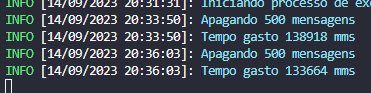 INFO [14/09/2023 20:31:31]: Iniciando processo de
INFO [14/09/2023 20:33:50]: Apagando 500 mensagens
INFO [14/09/2023 20:33:50]: Tempo gasto 138918 mms
INFO [14/09/2023 20:36:03]: Apagando 500 mensagens
INFO [14/09/2023 20:36:03]: Tempo gasto 133664 mms